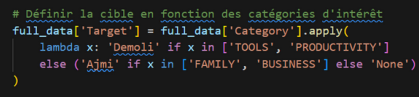 # Définir la cible en fonction des catégories d'intérêt
full_data['Target'] = full_data['Category'].apply(
    lambda x: 'Demoli' if x in ['TOOLS', 'PRODUCTIVITY']
    else ('Ajmi' if x in ['FAMILY', 'BUSINESS'] else 'None')
)